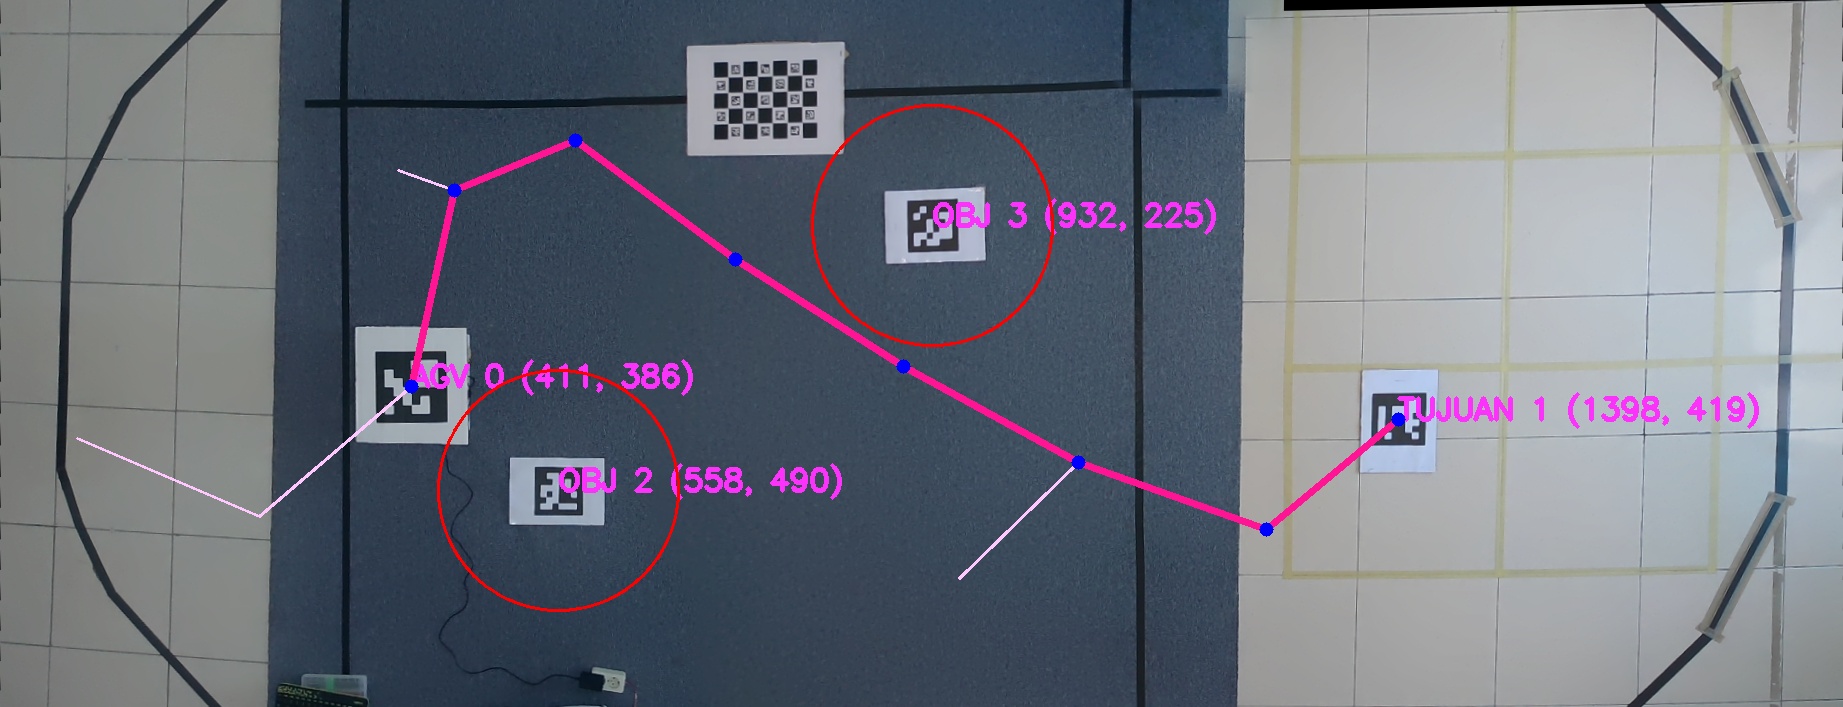 OBJ 3 (932, 225)
AGV 0 (411, 386)
TUJUAN 1 (1398, 419)
OBJ 2 (558, 490)